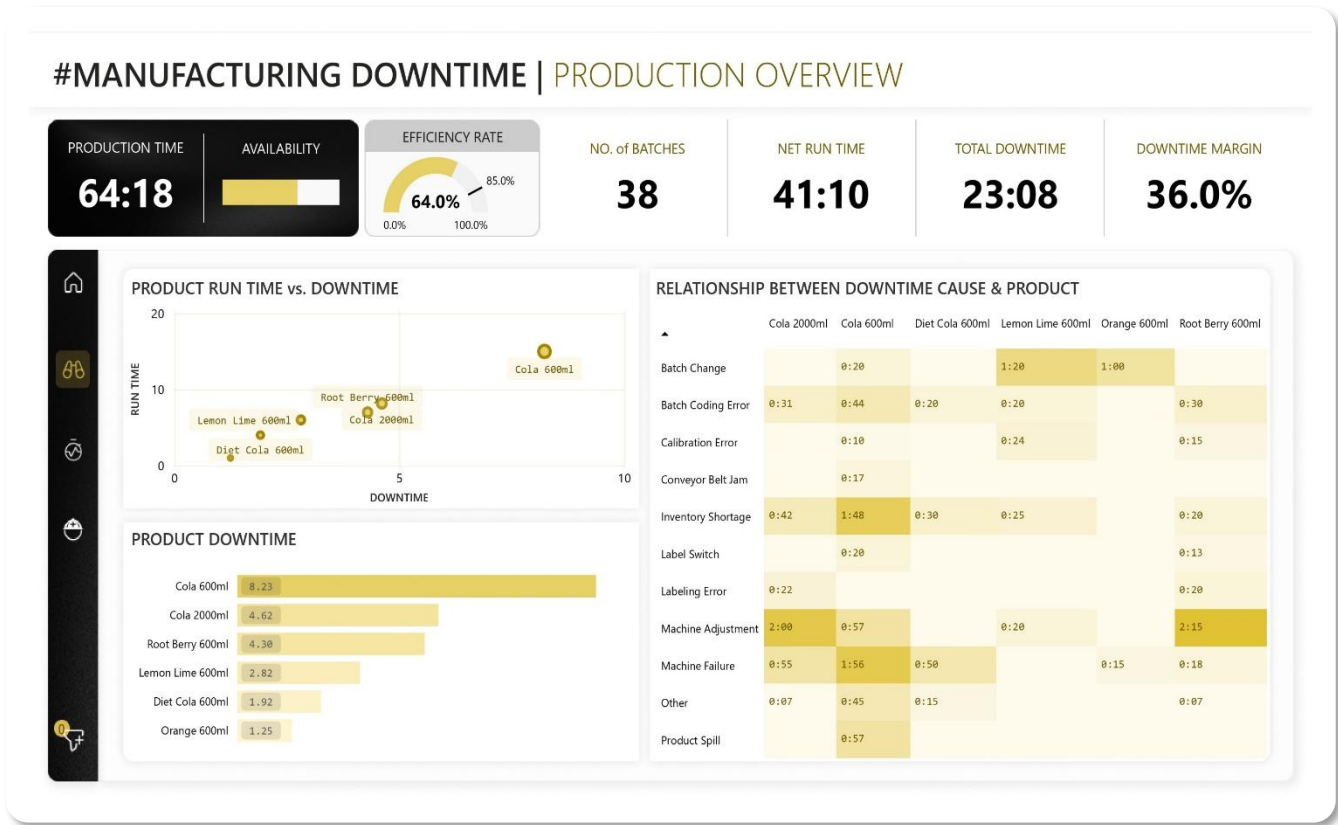 #MANUFACTURING DOWNTIME | PRODUCTION OVERVIEW
PRODUCTION TIME
64:18
AVAILABILITY
EFFICIENCY RATE
64.0%
85.0%
0.0% 100.0%
NO. of BATCHES
38
NET RUN TIME
41:10
TOTAL DOWNTIME
23:08
DOWNTIME MARGIN
36.0%
PRODUCT RUN TIME vs. DOWNTIME
RUN TIME
20
10
0
Cola 600ml
Root Berry 600ml
Lemon Lime 600ml
Cola 2000ml
Diet Cola 600ml
0 5 10
DOWNTIME
PRODUCT DOWNTIME
Cola 600ml 8.23
Cola 2000ml 4.62
Root Berry 600ml 4.30
Lemon Lime 600ml 2.82
Diet Cola 600ml 1.92
Orange 600ml 1.25
RELATIONSHIP BETWEEN DOWNTIME CAUSE & PRODUCT
Cola 2000ml Cola 600ml Diet Cola 600ml Lemon Lime 600ml Orange 600ml Root Berry 600ml
Batch Change 0:20 1:20 1:00
Batch Coding Error 0:31 0:44 0:20 0:20 0:30
Calibration Error 0:10 0:24 0:15
Conveyor Belt Jam 0:17
Inventory Shortage 0:42 1:48 0:30 0:25 0:20
Label Switch 0:20 0:13
Labeling Error 0:22 0:20
Machine Adjustment 2:00 0:57 0:20 2:15
Machine Failure 0:55 1:56 0:50 0:15 0:18
Other 0:07 0:45 0:15 0:07
Product Spill 0:57
0